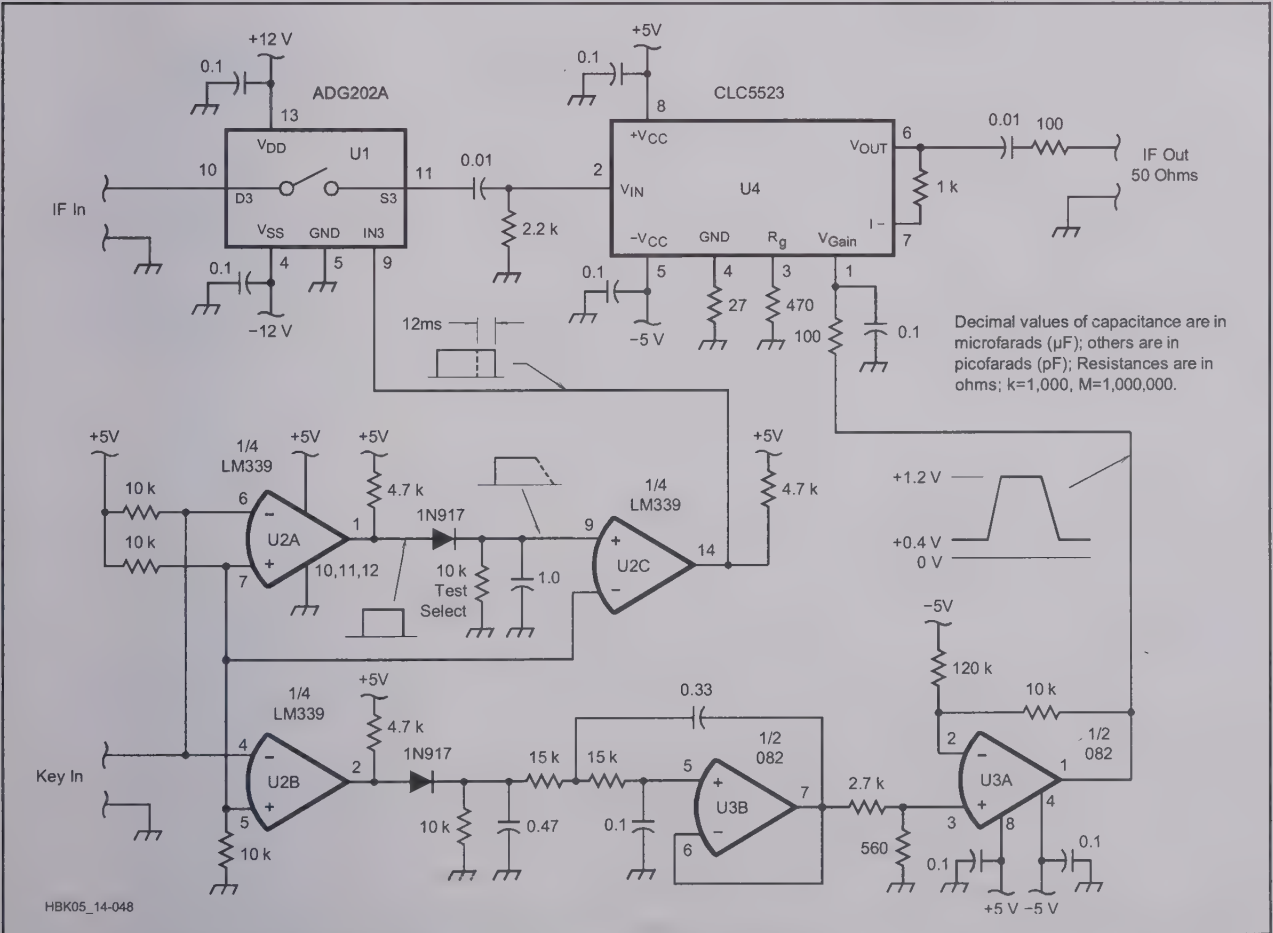 +12 V
0.1
ADG202A
13
VDD
U1
10
D3
S3
11
VSS
GND
IN3
4
5
9
0.1
−12 V
IF In
0.01
2.2 k
+5V
0.1
CLC5523
8
+VCC
2
VIN
U4
VOUT
6
0.01
100
IF Out
50 Ohms
1 k
I −
7
−VCC
GND
Rg
VGain
5
4
3
1
0.1
−5 V
27
470
100
0.1
12ms
Decimal values of capacitance are in
microfarads (µF); others are in
picofarads (pF); Resistances are in
ohms; k=1,000, M=1,000,000.
+5V
1/4
LM339
+5V
+5V
10 k
10 k
6
−
U2A
+
7
1
10,11,12
4.7 k
1N917
10 k
Test
Select
1.0
1/4
LM339
9
+
U2C
−
14
+5V
4.7 k
+1.2 V
+0.4 V
0 V
1/4
LM339
+5V
4.7 k
Key In
4
−
U2B
+
5
2
10 k
1N917
10 k
0.47
15 k
15 k
0.33
0.1
1/2
082
5
+
U3B
−
6
7
2.7 k
560
−5V
120 k
10 k
1/2
082
2
−
U3A
+
3
1
8
4
0.1
0.1
+5 V
−5 V
HBK05_14-048